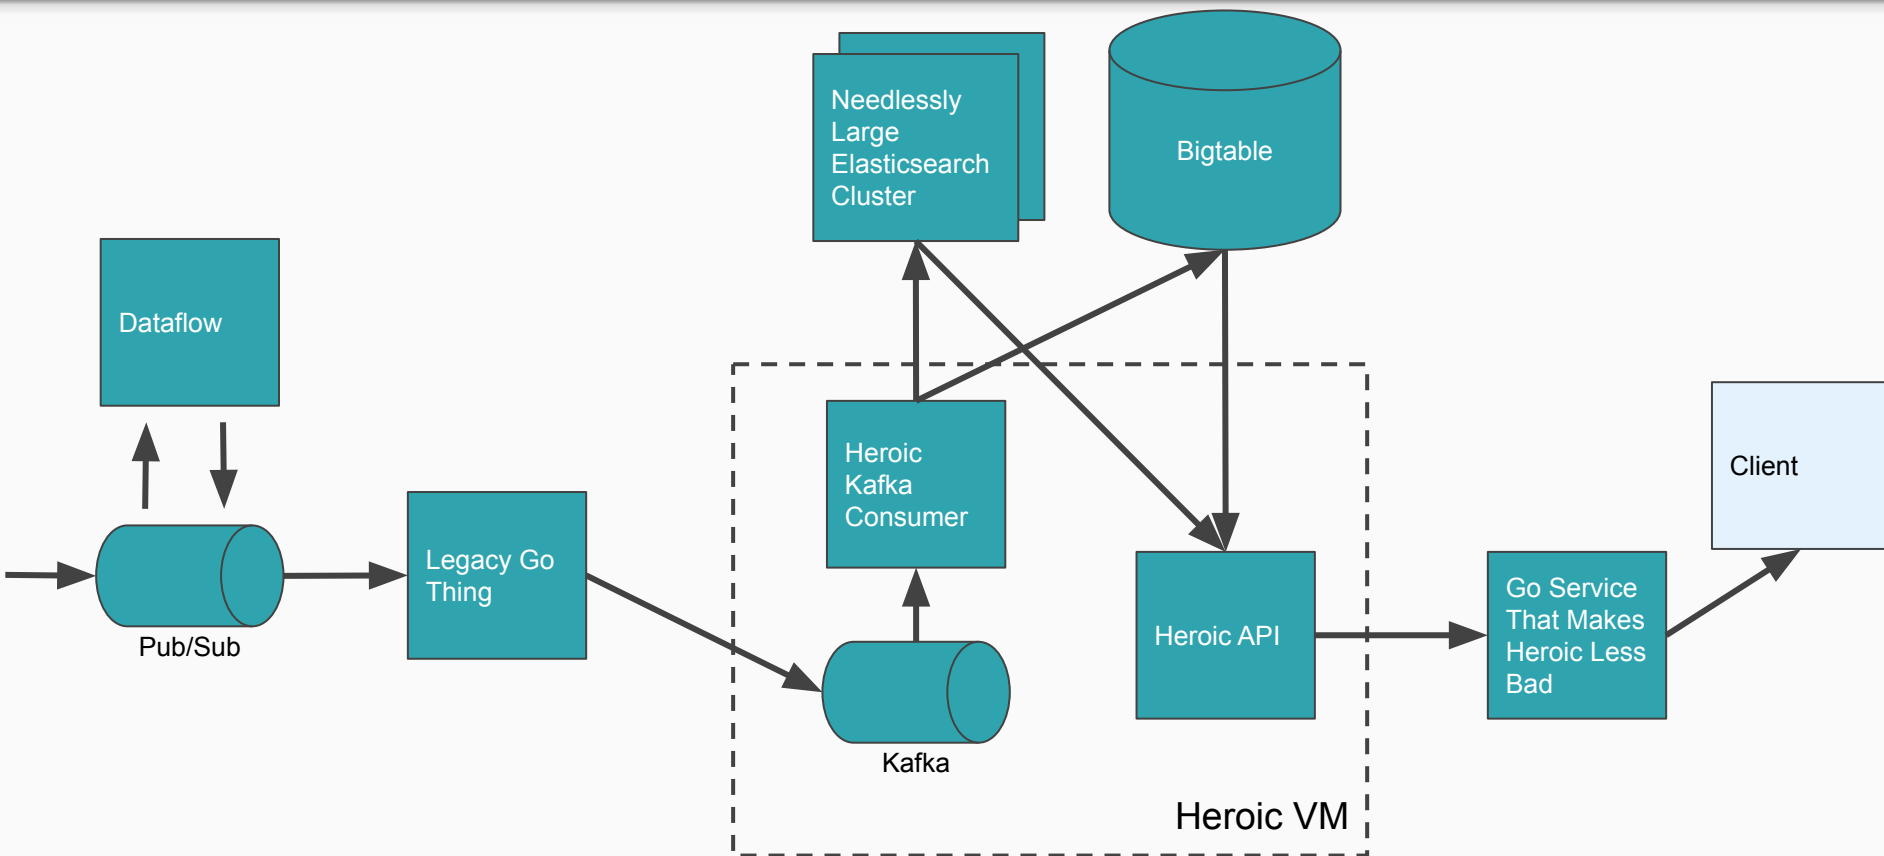 Needlessly
Large
Elasticsearch
Cluster
Bigtable
Dataflow
Pub/Sub
Legacy Go
Thing
Heroic
Kafka
Consumer
Kafka
Heroic API
Heroic VM
Go Service
That Makes
Heroic Less
Bad
Client